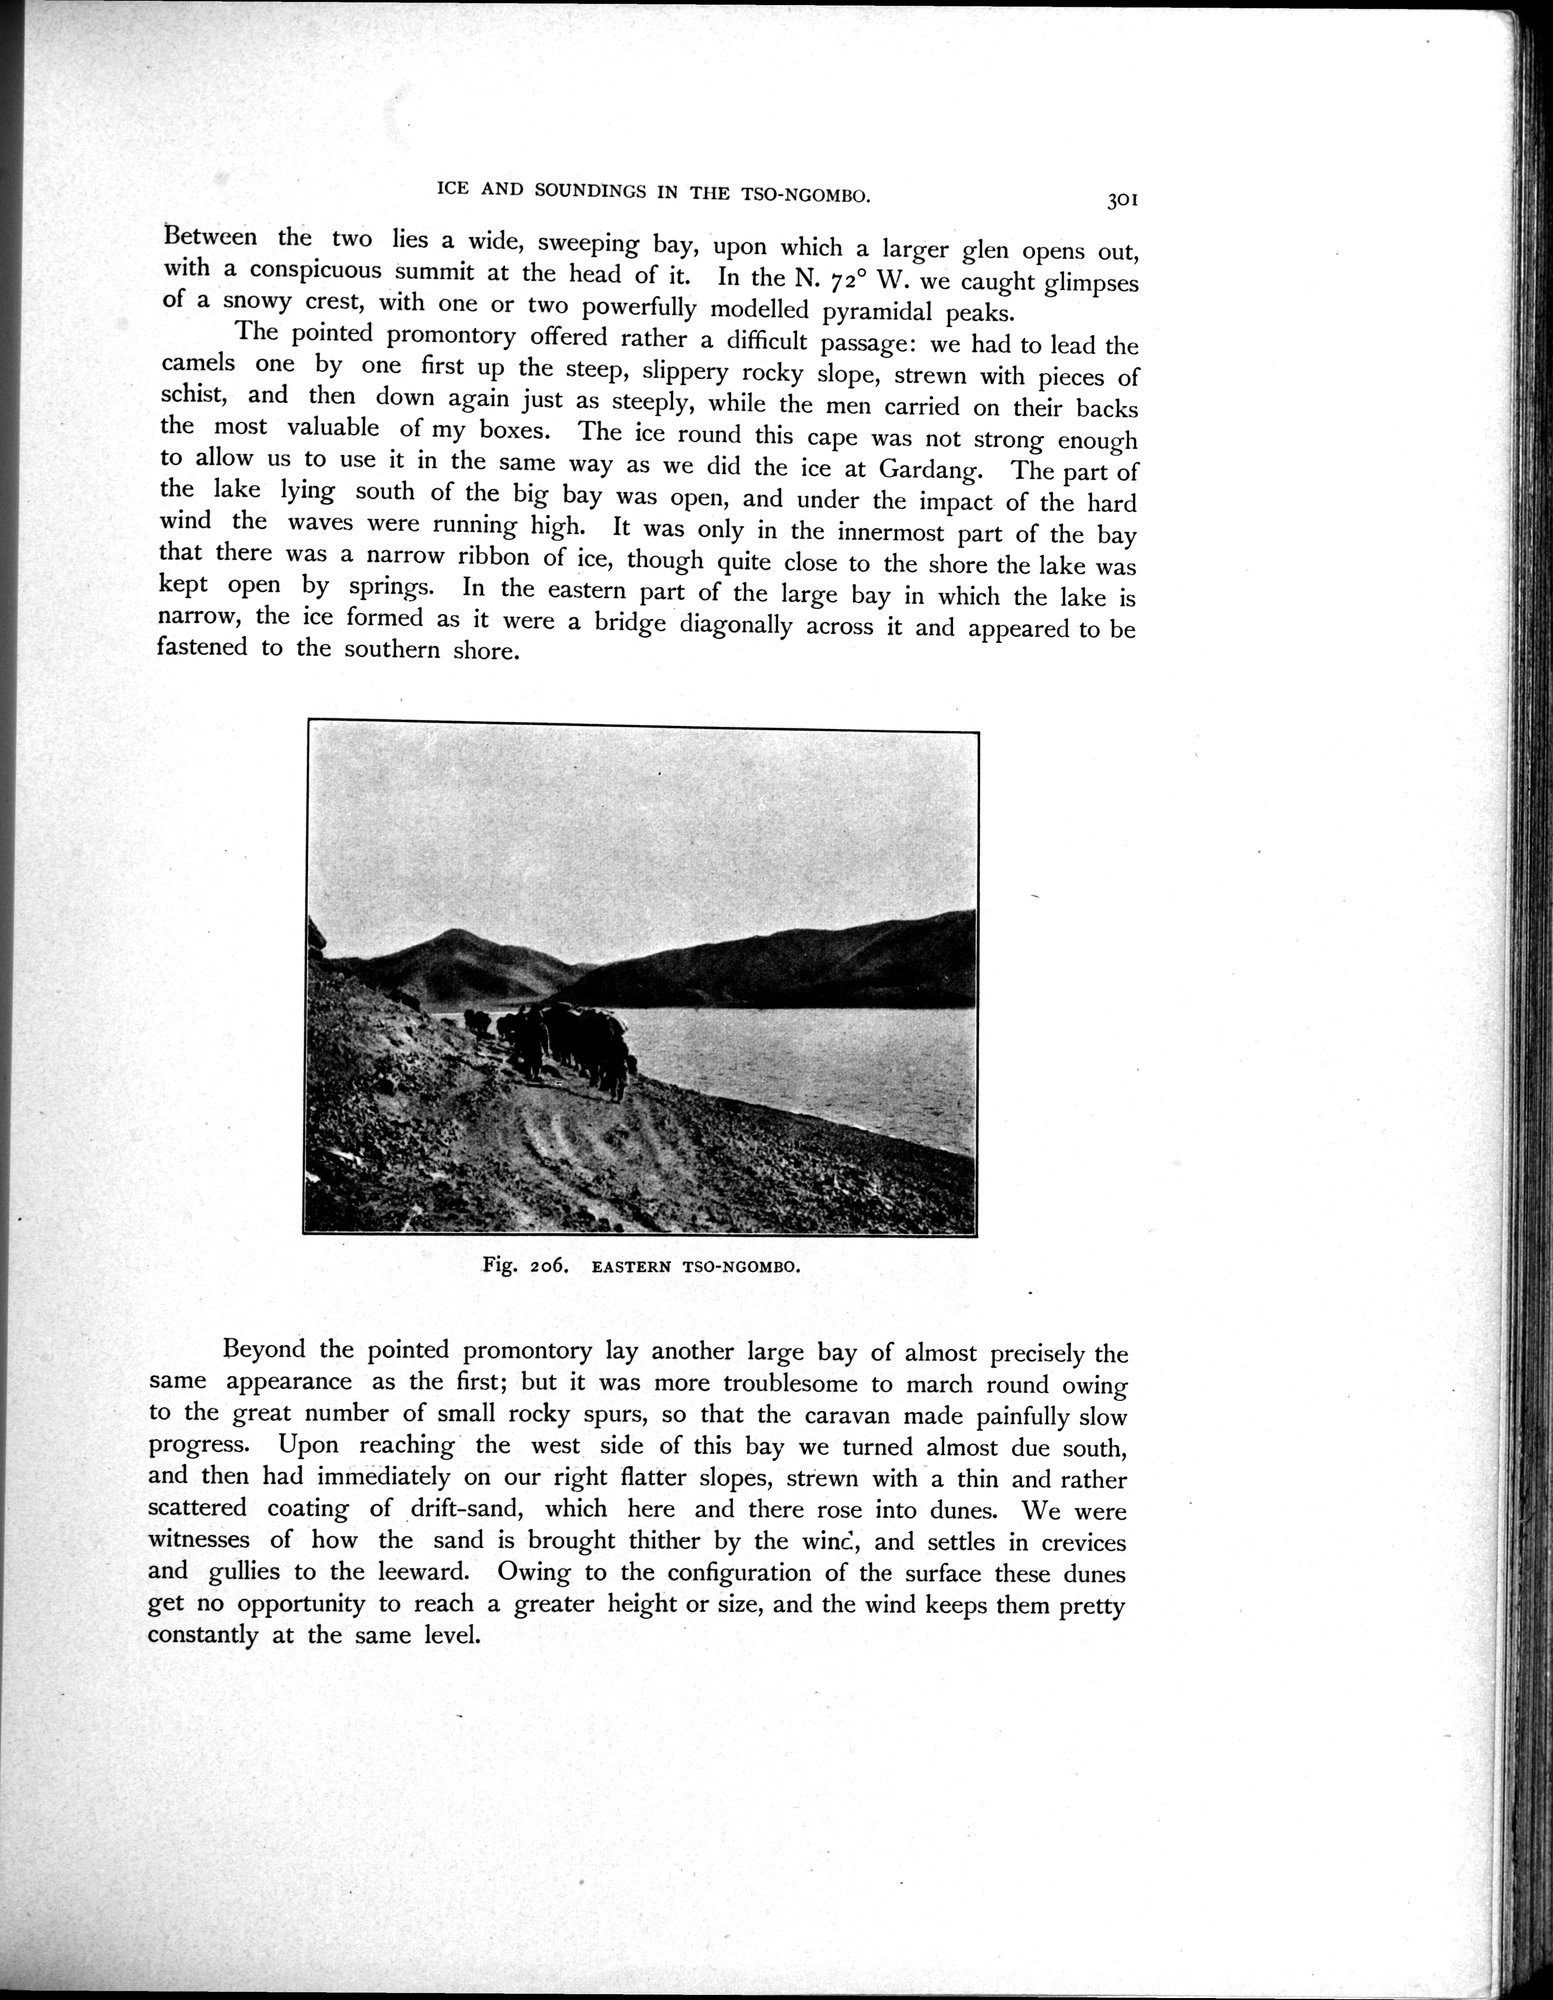 ICE AND SOUNDINGS IN THE TSO-NGOMBO. 301
Between the two lies a wide, sweeping bay, upon which a larger glen opens out,
with a conspicuous summit at the head of it. In the N. 72° W. we caught glimpses
of a snowy crest, with one or two powerfully modelled pyramidal peaks.
The pointed promontory offered rather a difficult passage: we had to lead the
camels one by one first up the steep, slippery rocky slope, strewn with pieces of
schist, and then down again just as steeply, while the men carried on their backs
the most valuable of my boxes. The ice round this cape was not strong enough
to allow us to use it in the same way as we did the ice at Gardang. The part of
the lake lying south of the big bay was open, and under the impact of the hard
wind the waves were running high. It was only in the innermost part of the bay
that there was a narrow ribbon of ice, though quite close to the shore the lake was
kept open by springs. In the eastern part of the large bay in which the lake is
narrow, the ice formed as it were a bridge diagonally across it and appeared to be
fastened to the southern shore.
Fig. 206. EASTERN TSO-NGOMBO.
Beyond the pointed promontory lay another large bay of almost precisely the
same appearance as the first; but it was more troublesome to march round owing
to the great number of small rocky spurs, so that the caravan made painfully slow
progress. Upon reaching the west side of this bay we turned almost due south,
and then had immediately on our right flatter slopes, strewn with a thin and rather
scattered coating of drift-sand, which here and there rose into dunes. We were
witnesses of how the sand is brought thither by the wind, and settles in crevices
and gullies to the leeward. Owing to the configuration of the surface these dunes
get no opportunity to reach a greater height or size, and the wind keeps them pretty
constantly at the same level.